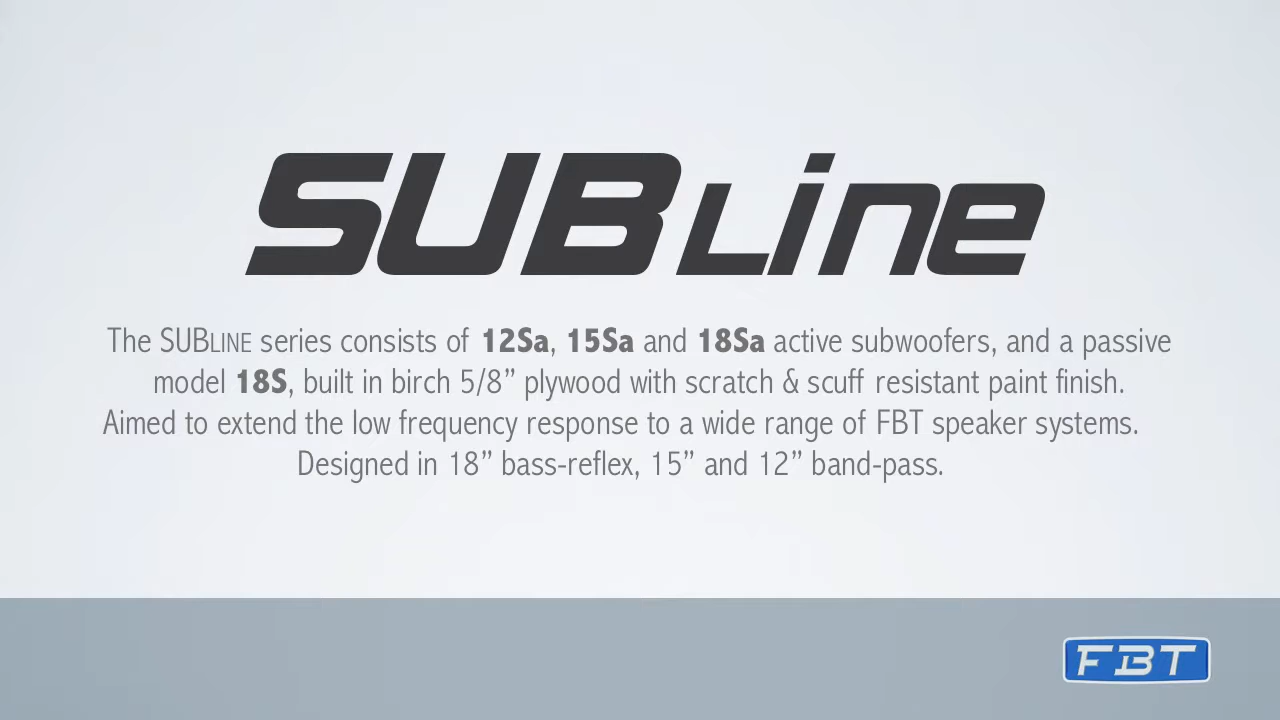 SUBLine
The SUBLINE series consists of 12Sa, 15Sa and 18Sa active subwoofers, and a passive
model 18S, built in birch 5/8” plywood with scratch & scuff resistant paint finish.
Aimed to extend the low frequency response to a wide range of FBT speaker systems.
Designed in 18” bass-reflex, 15” and 12” band-pass.
FBT